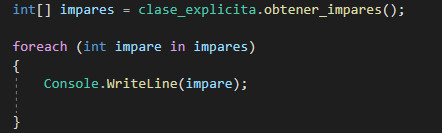 int[] impares = clase_explicita.obtener_impares();
foreach (int impare in impares)
{
Console.WriteLine(impare);
}